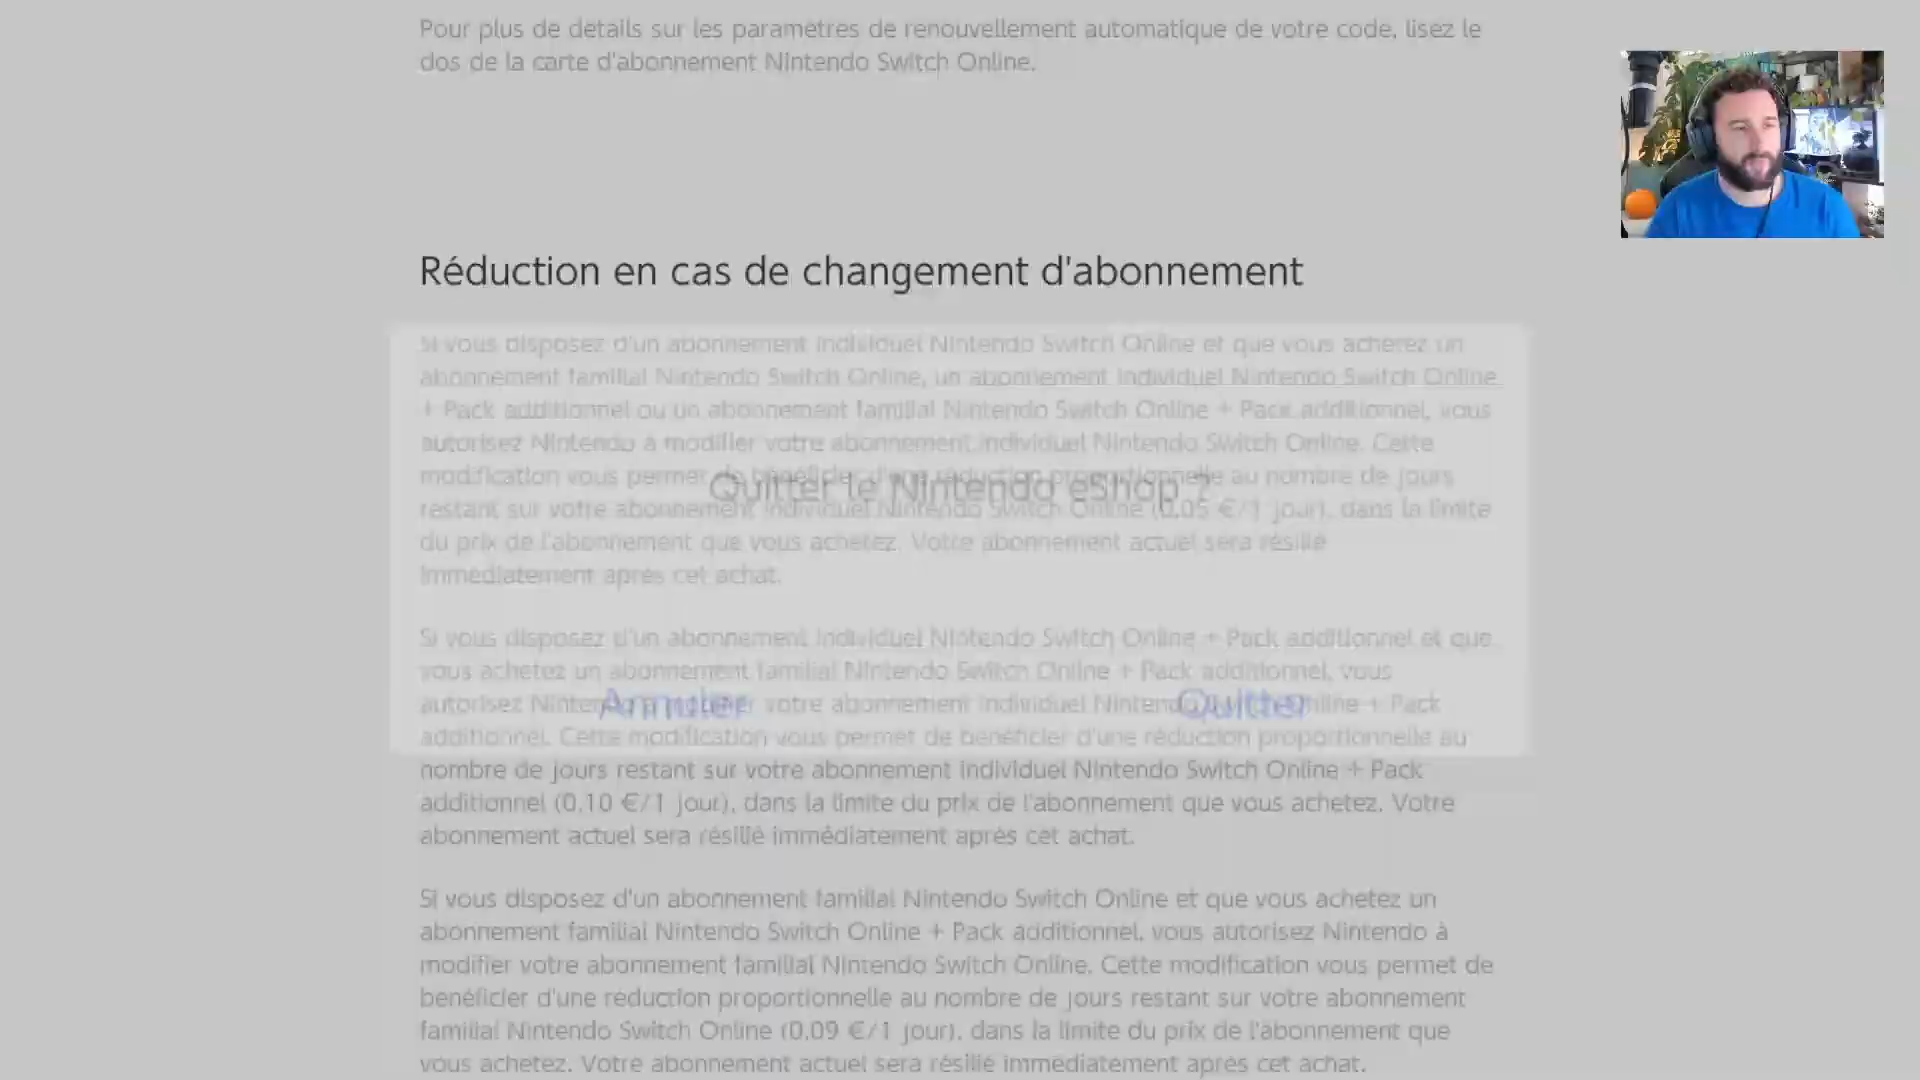 Pour plus de détails sur les paramètres de renouvellement automatique de votre code, lisez le
dos de la carte d'abonnement Nintendo Switch Online.
Réduction en cas de changement d'abonnement
Si vous disposez d'un abonnement individuel Nintendo Switch Online et que vous achetez un
abonnement familial Nintendo Switch Online, un abonnement individuel Nintendo Switch Online
+ Pack additionnel ou un abonnement familial Nintendo Switch Online + Pack additionnel, vous
autorisez Nintendo à modifier votre abonnement individuel Nintendo Switch Online. Cette
modification vous permet de bénéficier d'une réduction proportionnelle au nombre de jours
Quitter le Nintendo eShop ?
restant sur votre abonnement individuel Nintendo Switch Online (0,05 €/1 jour), dans la limite
du prix de l'abonnement que vous achetez. Votre abonnement actuel sera résilié
immédiatement après cet achat.
Si vous disposez d'un abonnement individuel Nintendo Switch Online + Pack additionnel et que
vous achetez un abonnement familial Nintendo Switch Online + Pack additionnel, vous
autorisez Nintendo à modifier votre abonnement individuel Nintendo Switch Online + Pack
Annuler
Quitter
additionnel. Cette modification vous permet de bénéficier d'une réduction proportionnelle au
nombre de jours restant sur votre abonnement individuel Nintendo Switch Online + Pack
additionnel (0,10 €/1 jour), dans la limite du prix de l'abonnement que vous achetez. Votre
abonnement actuel sera résilié immédiatement après cet achat.
Si vous disposez d'un abonnement familial Nintendo Switch Online et que vous achetez un
abonnement familial Nintendo Switch Online + Pack additionnel, vous autorisez Nintendo à
modifier votre abonnement familial Nintendo Switch Online. Cette modification vous permet de
bénéficier d'une réduction proportionnelle au nombre de jours restant sur votre abonnement
familial Nintendo Switch Online (0,09 €/1 jour), dans la limite du prix de l'abonnement que
vous achetez. Votre abonnement actuel sera résilié immédiatement après cet achat.